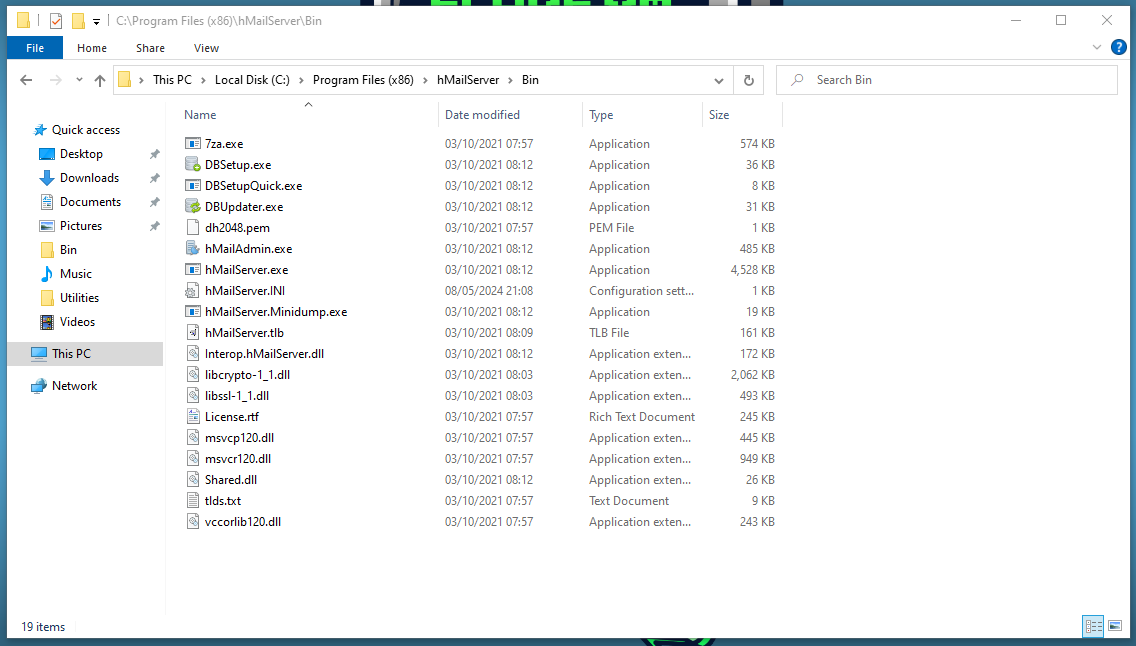 C:\Program Files (x86)\hMailServer\Bin
File Home Share View
This PC Local Disk (C:) Program Files (x86) hMailServer Bin
Search Bin
Name Date modified Type Size
Quick access
Desktop
Downloads
Documents
Pictures
Bin
Music
Utilities
Videos
This PC
Network
7za.exe 03/10/2021 07:57 Application 574 KB
DBSetup.exe 03/10/2021 08:12 Application 36 KB
DBSetupQuick.exe 03/10/2021 08:12 Application 8 KB
DBUpdater.exe 03/10/2021 08:12 Application 31 KB
dh2048.pem 03/10/2021 07:57 PEM File 1 KB
hMailAdmin.exe 03/10/2021 08:12 Application 485 KB
hMailServer.exe 03/10/2021 08:12 Application 4,528 KB
hMailServer.INI 08/05/2024 21:08 Configuration sett... 1 KB
hMailServer.Minidump.exe 03/10/2021 08:12 Application 19 KB
hMailServer.tlb 03/10/2021 08:09 TLB File 161 KB
Interop.hMailServer.dll 03/10/2021 08:12 Application exten... 172 KB
libcrypto-1_1.dll 03/10/2021 08:03 Application exten... 2,062 KB
libssl-1_1.dll 03/10/2021 08:03 Application exten... 493 KB
License.rtf 03/10/2021 07:57 Rich Text Document 245 KB
msvcp120.dll 03/10/2021 07:57 Application exten... 445 KB
msvcr120.dll 03/10/2021 07:57 Application exten... 949 KB
Shared.dll 03/10/2021 08:12 Application exten... 26 KB
tlds.txt 03/10/2021 07:57 Text Document 9 KB
vccorlib120.dll 03/10/2021 07:57 Application exten... 243 KB
19 items